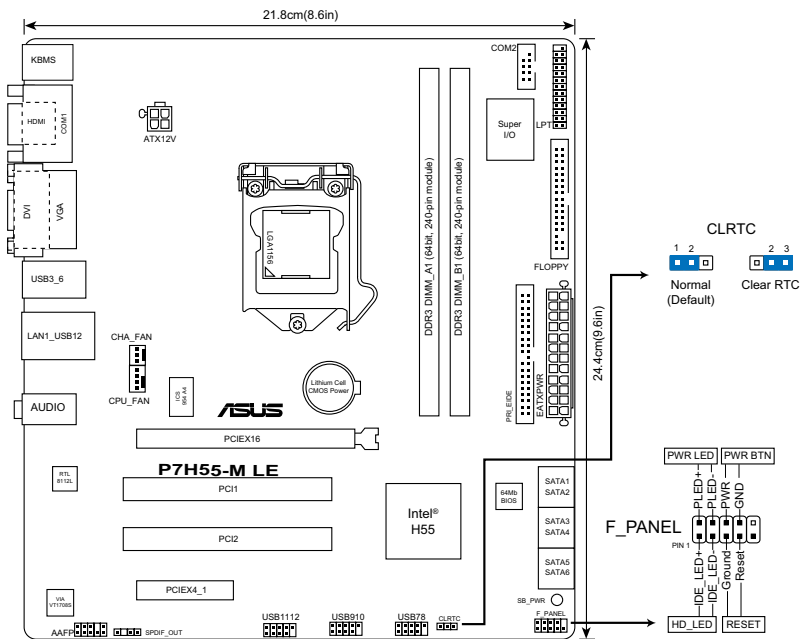 21.8cm(8.6in)
KBMS
HDMI
COM1
DVI
VGA
USB3_6
LAN1_USB12
AUDIO
ATX12V
LGA1156
CHA_FAN
CPU_FAN
ICS
954 A4
ASUS
Lithium Cell
CMOS Power
DDR3 DIMM_A1 (64bit, 240-pin module)
DDR3 DIMM_B1 (64bit, 240-pin module)
COM2
Super
I/O
LPT
FLOPPY
PRI_EIDE
EATXPWR
24.4cm(9.6in)
PCIEX16
P7H55-M LE
RTL
8112L
PCI1
PCI2
PCIEX4_1
VIA
VT1708S
Intel®
H55
64Mb
BIOS
SATA1
SATA2
SATA3
SATA4
SATA5
SATA6
SB_PWR
F_PANEL
AAFP
SPDIF_OUT
USB1112
USB910
USB78
CLRTC
CLRTC
1 2
2 3
Normal
(Default)
Clear RTC
PWR LED
PWR BTN
PLED+
PLED-
PWR
GND
F_PANEL
PIN 1
IDE_LED+
IDE_LED-
Ground
Reset
HD_LED
RESET